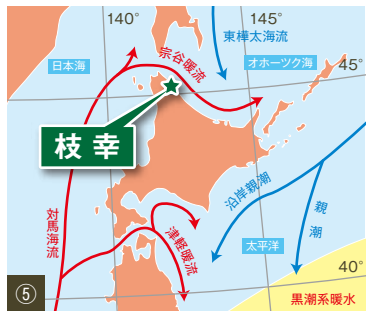 140°
145°
東樺太海流
宗谷暖流
日本海
オホーツク海
45°
枝幸
対馬海流
沿岸親潮
親潮
津軽暖流
太平洋
40°
⑤
黒潮系暖水